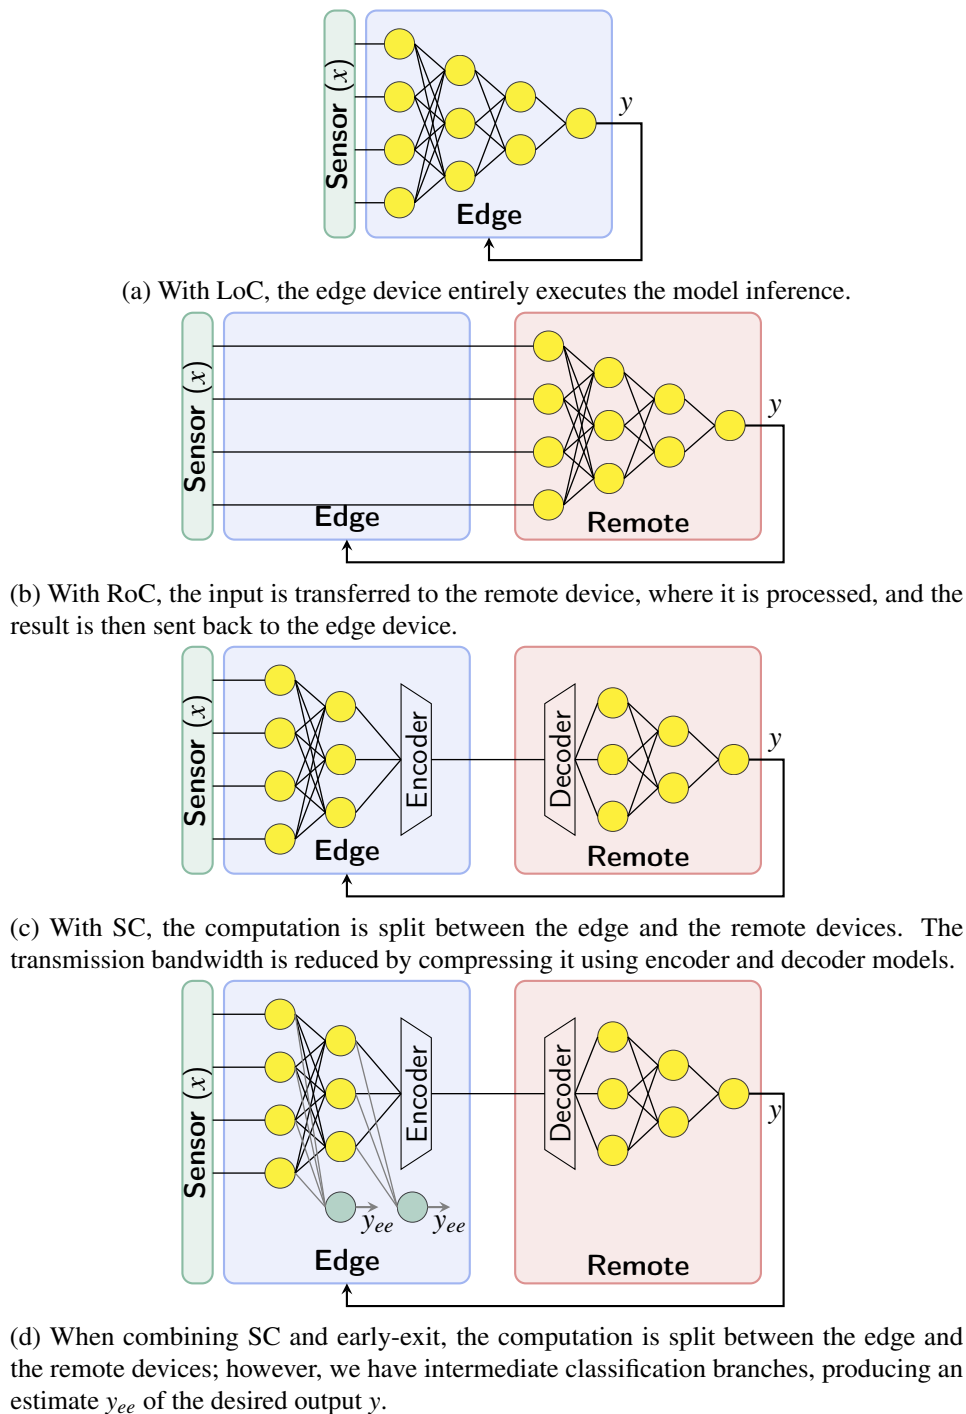 Sensor (x)
y
Edge
(a) With LoC, the edge device entirely executes the model inference.
Sensor (x)
y
Edge
Remote
(b) With RoC, the input is transferred to the remote device, where it is processed, and the
result is then sent back to the edge device.
Sensor (x)
Encoder
Decoder
y
Edge
Remote
(c) With SC, the computation is split between the edge and the remote devices. The
transmission bandwidth is reduced by compressing it using encoder and decoder models.
Sensor (x)
Encoder
Decoder
y
yee
yee
Edge
Remote
(d) When combining SC and early-exit, the computation is split between the edge and
the remote devices; however, we have intermediate classification branches, producing an
estimate yee of the desired output y.